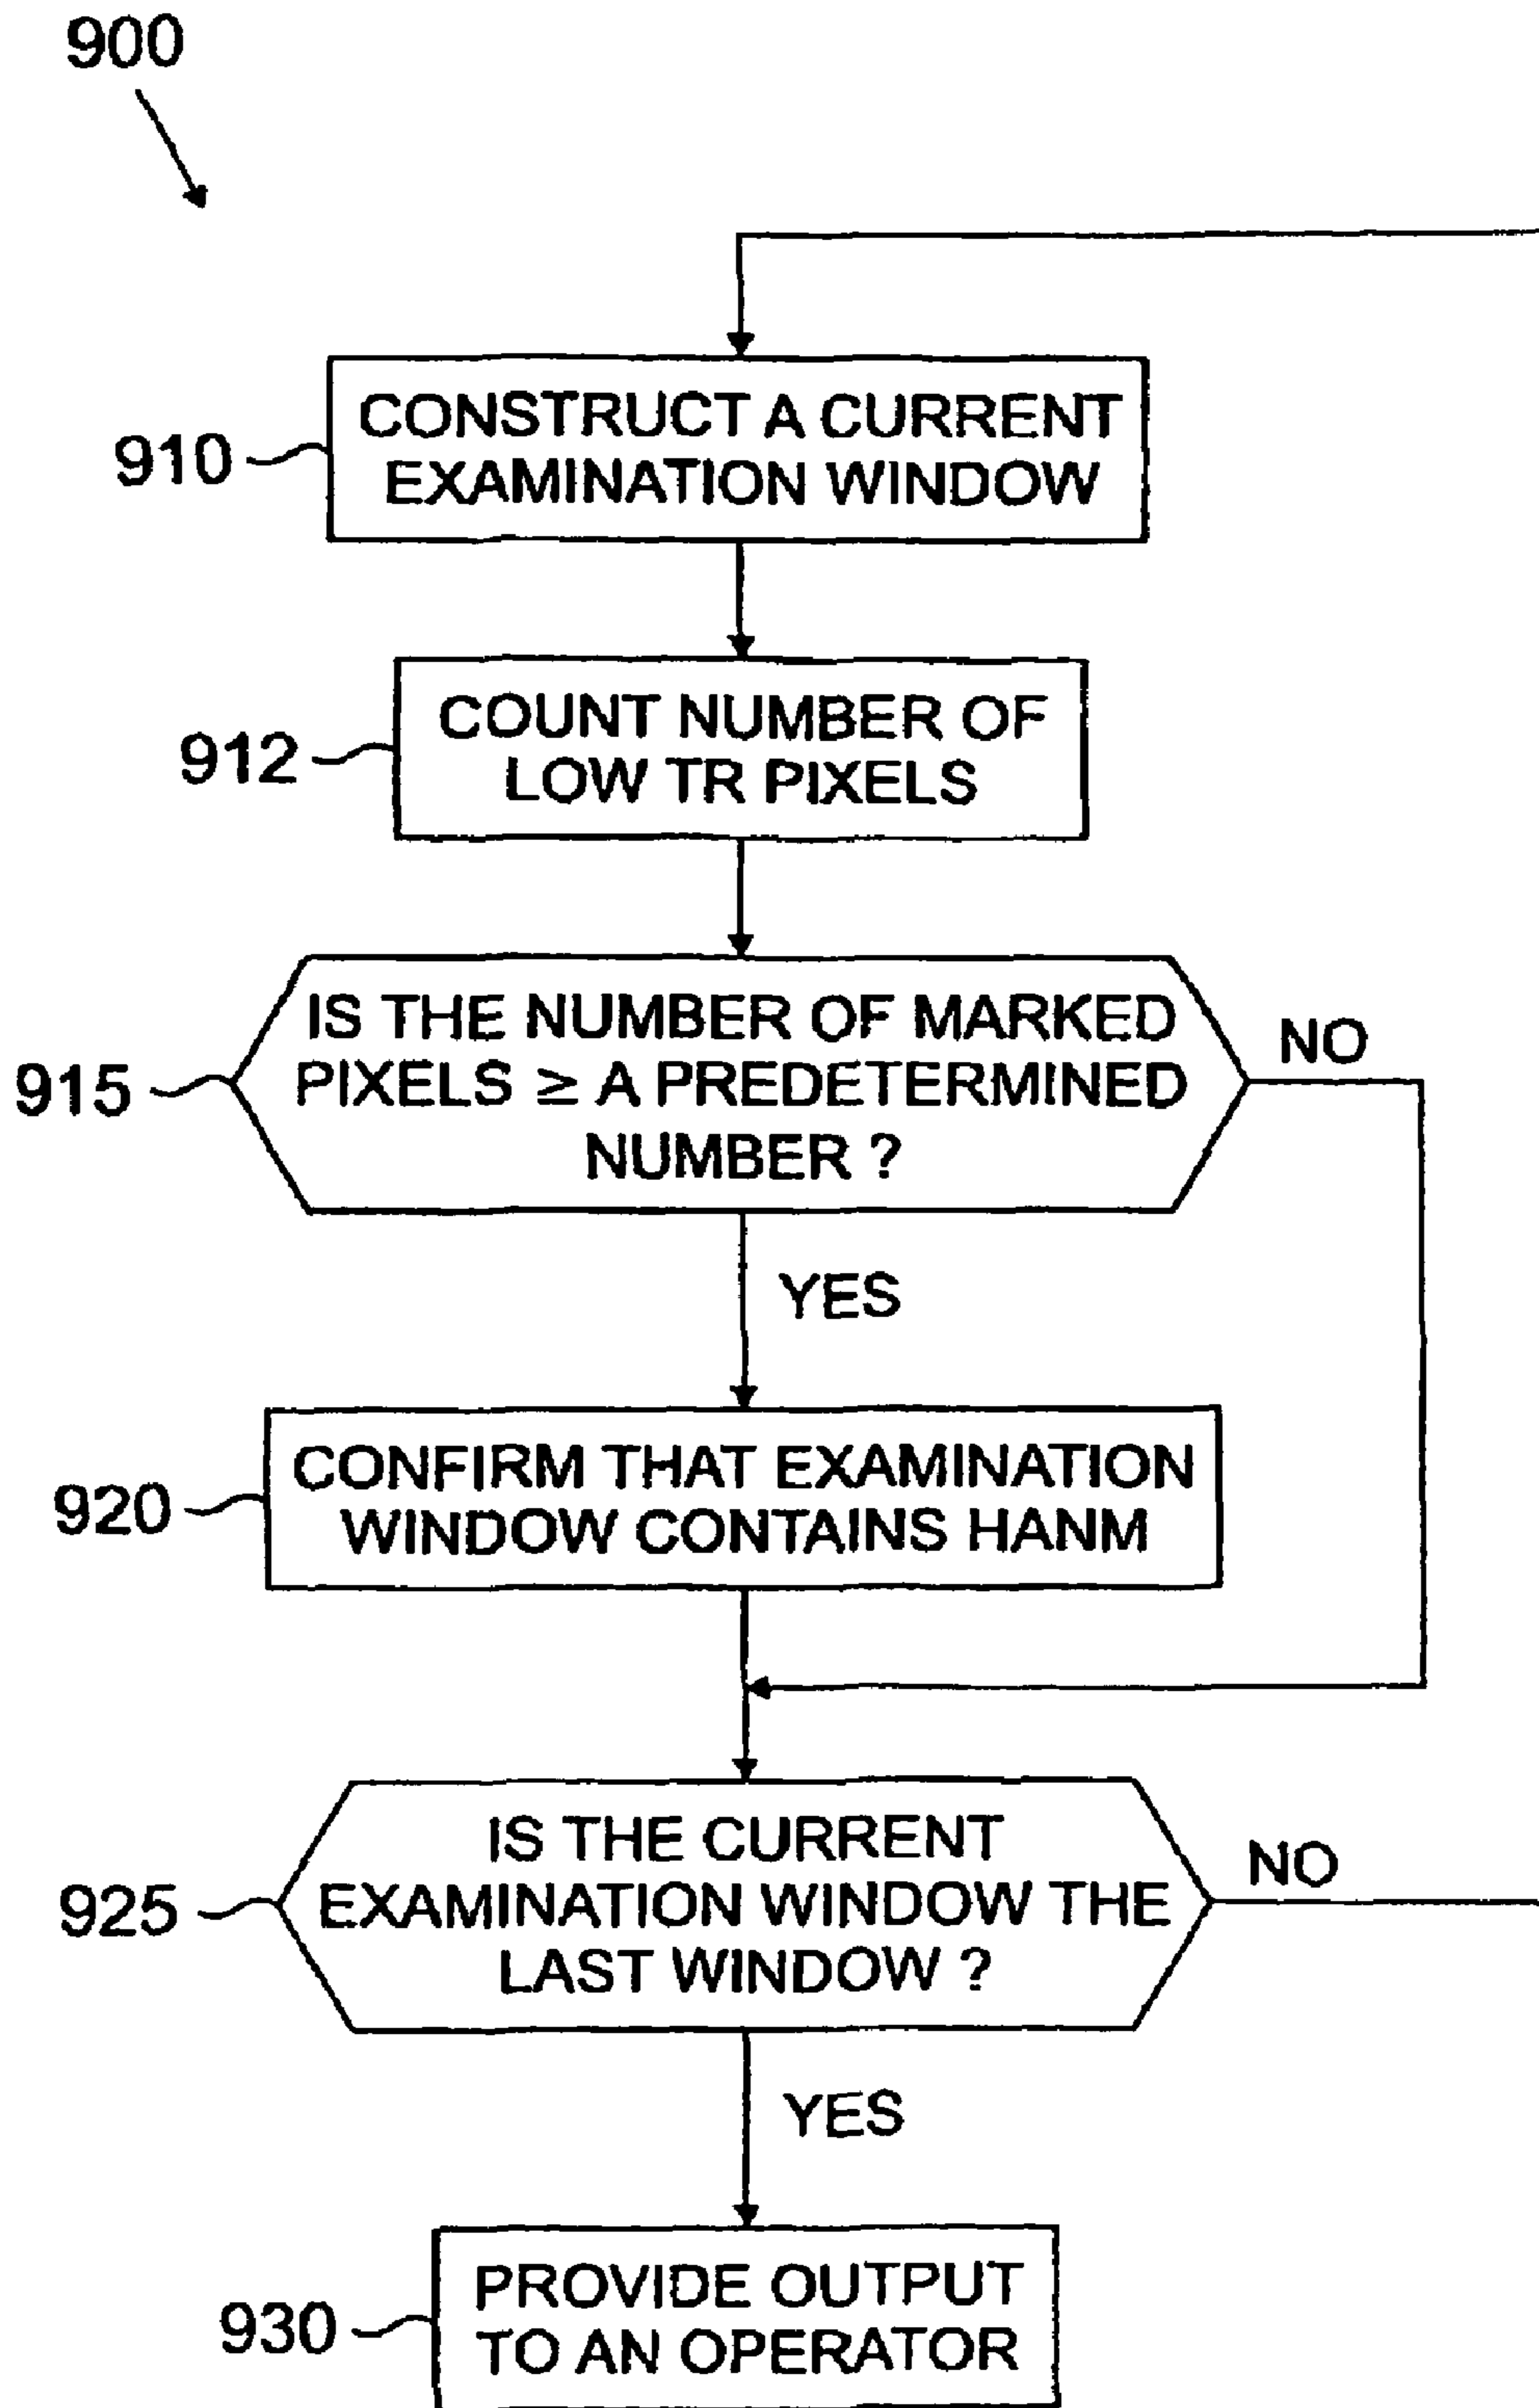 900
910
CONSTRUCT A CURRENT
EXAMINATION WINDOW
912
COUNT NUMBER OF
LOW TR PIXELS
915
IS THE NUMBER OF MARKED
PIXELS ≥ A PREDETERMINED
NUMBER ?
NO
YES
920
CONFIRM THAT EXAMINATION
WINDOW CONTAINS HANM
925
IS THE CURRENT
EXAMINATION WINDOW THE
LAST WINDOW ?
NO
YES
930
PROVIDE OUTPUT
TO AN OPERATOR